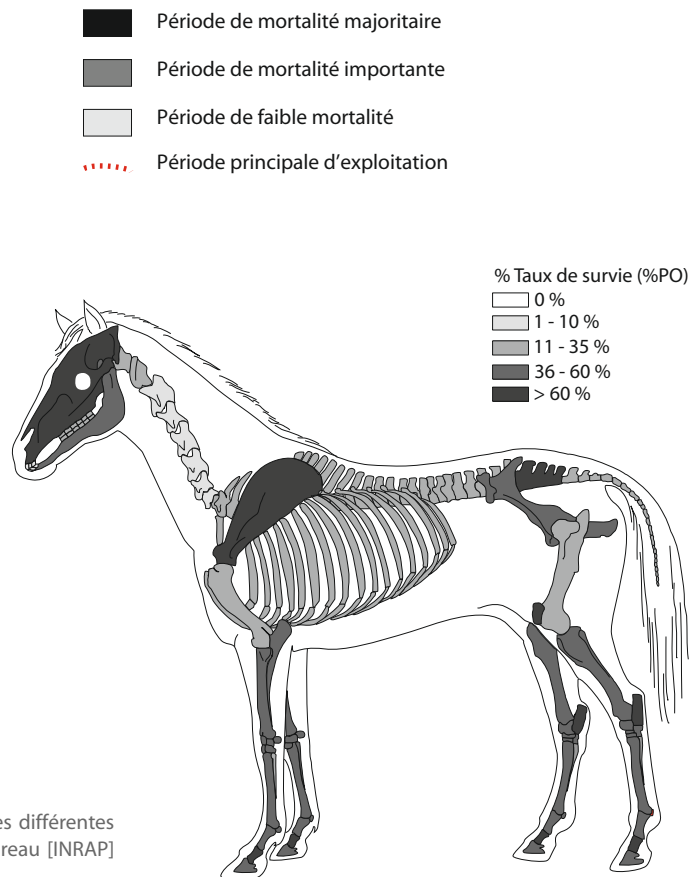 Période de mortalité majoritaire
Période de mortalité importante
Période de faible mortalité
Période principale d'exploitation
% Taux de survie (%PO)
0 %
1 - 10 %
11 - 35 %
36 - 60 %
> 60 %
es différentes
reau [INRAP]